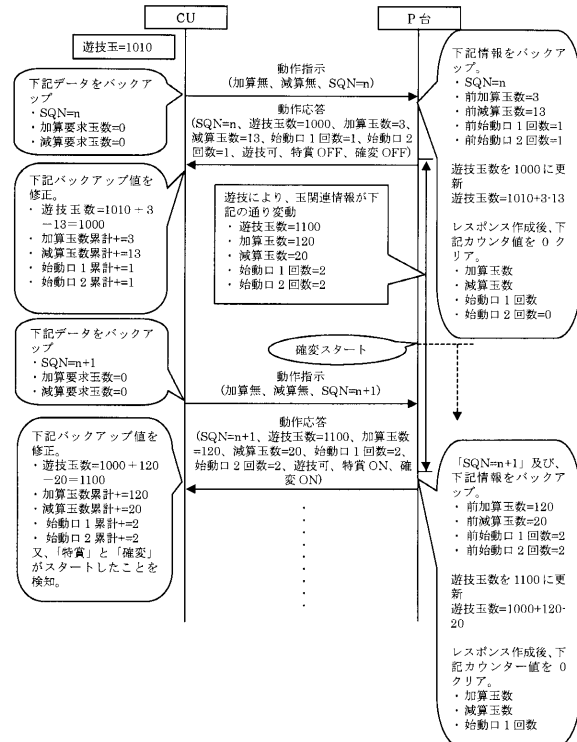 CU
P台
遊技玉=1010
下記データをバックアップ
・SQN=n
・加算要求玉数=0
・減算要求玉数=0
動作指示
(加算無、減算無、SQN=n)
動作応答
(SQN=n、遊技玉数=1000、加算玉数=3、
減算玉数=13、始動口1回数=1、始動口2
回数=1、遊技可、特賞OFF、確変OFF)
下記情報をバックア
ップ。
・SQN=n
・前加算玉数=3
・前減算玉数=13
・前始動口1回数=1
・前始動口2回数=1
遊技玉数を1000に更
新
遊技玉数=1010+3-13
レスポンス作成後、下
記カウンタ値を0ク
リア。
・加算玉数
・減算玉数
・始動口1回数
・始動口2回数=0
下記バックアップ値を
修正。
・遊技玉数=1010+3
-13=1000
・加算玉数累計+=3
・減算玉数累計+=13
・始動口1累計+=1
・始動口2累計+=1
遊技により、玉関連情報が下
記の通り変動
・遊技玉数=1100
・加算玉数=120
・減算玉数=20
・始動口1回数=2
・始動口2回数=2
確変スタート
下記データをバックア
ップ
・SQN=n+1
・加算要求玉数=0
・減算要求玉数=0
動作指示
(加算無、減算無、SQN=n+1)
動作応答
(SQN=n+1、遊技玉数=1100、加算玉数
=120、減算玉数=20、始動口1回数=2、
始動口2回数=2、遊技可、特賞ON、確
変ON)
下記バックアップ値を
修正。
・遊技玉数=1000+120
-20=1100
・加算玉数累計+=120
・減算玉数累計+=20
・始動口1累計+=2
・始動口2累計+=2
又、「特賞」と「確変」
がスタートしたことを
検知。
「SQN=n+1」及び、
下記情報をバックア
ップ。
・前加算玉数=120
・前減算玉数=20
・前始動口1回数=2
・前始動口2回数=2
遊技玉数を1100に更
新
遊技玉数=1000+120-
20
レスポンス作成後、下
記カウンター値を0
クリア。
・加算玉数
・減算玉数
・始動口1回数